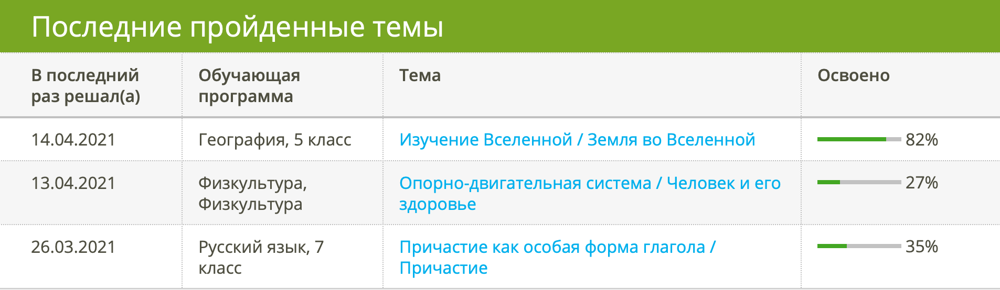 Последние пройденные темы
В последний
раз решал(а)
Обучающая
программа
Тема
Освоено
14.04.2021
География, 5 класс
Изучение Вселенной / Земля во Вселенной
82%
13.04.2021
Физкультура,
Физкультура
Опорно-двигательная система / Человек и его
здоровье
27%
26.03.2021
Русский язык, 7
класс
Причастие как особая форма глагола /
Причастие
35%